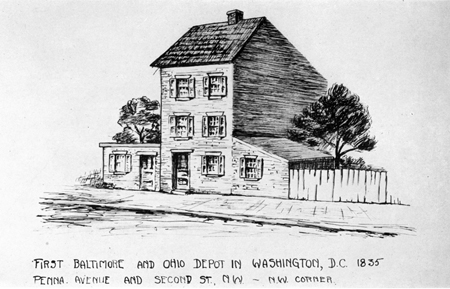 FIRST BALTIMORE AND OHIO DEPOT IN WASHINGTON, D.C. 1835
PENNA. AVENUE AND SECOND ST., N.W. - N.W. CORNER.